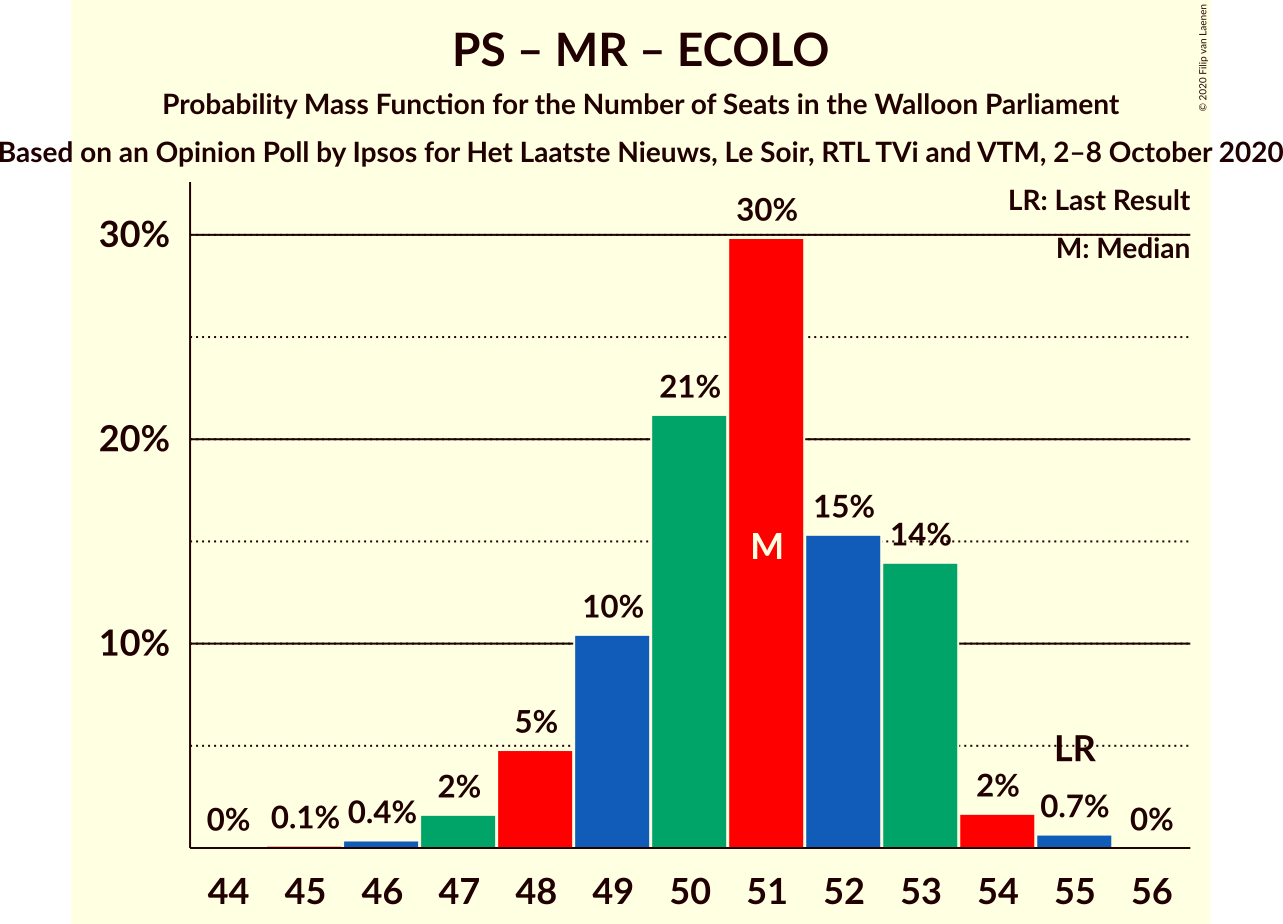 PS – MR – ECOLO
Probability Mass Function for the Number of Seats in the Walloon Parliament
Based on an Opinion Poll by Ipsos for Het Laatste Nieuws, Le Soir, RTL TVi and VTM, 2–8 October 2020
© 2020 Filip van Laenen
LR: Last Result
M: Median
30%
20%
10%
0%
0.1%
0.4%
2%
5%
10%
21%
30%
15%
14%
2%
0.7%
0%
M
LR
44 45 46 47 48 49 50 51 52 53 54 55 56